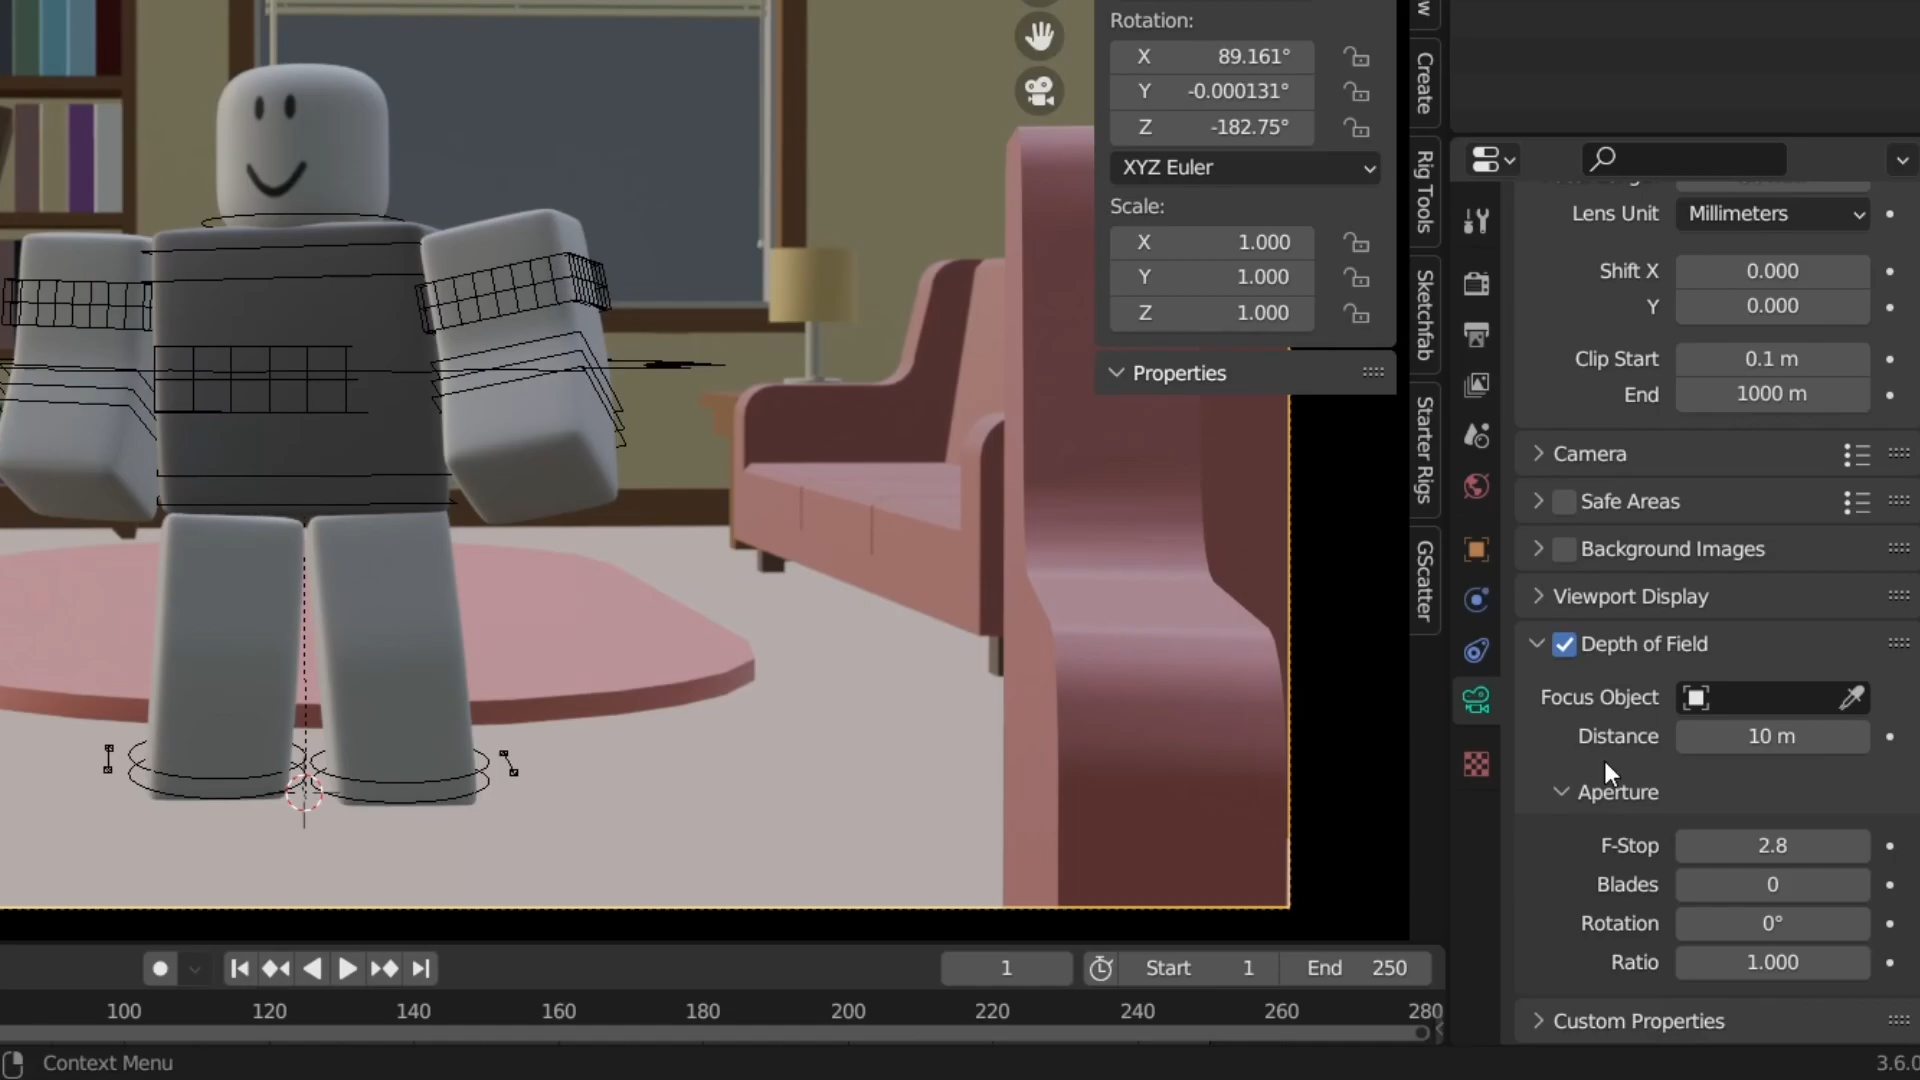 Rotation:
X 89.161°
Y -0.000131°
Z -182.75°
XYZ Euler
Scale:
X 1.000
Y 1.000
Z 1.000
Properties
w
Create
Rig Tools
Sketchfab
Starter Rigs
GScatter
Lens Unit Millimeters
Shift X 0.000
Y 0.000
Clip Start 0.1 m
End 1000 m
Camera
Safe Areas
Background Images
Viewport Display
Depth of Field
Focus Object
Distance 10 m
Aperture
F-Stop 2.8
Blades 0
Rotation 0°
Ratio 1.000
Custom Properties
1 Start 1 End 250
100 120 140 160 180 200 220 240 260 280
Context Menu
3.6.0